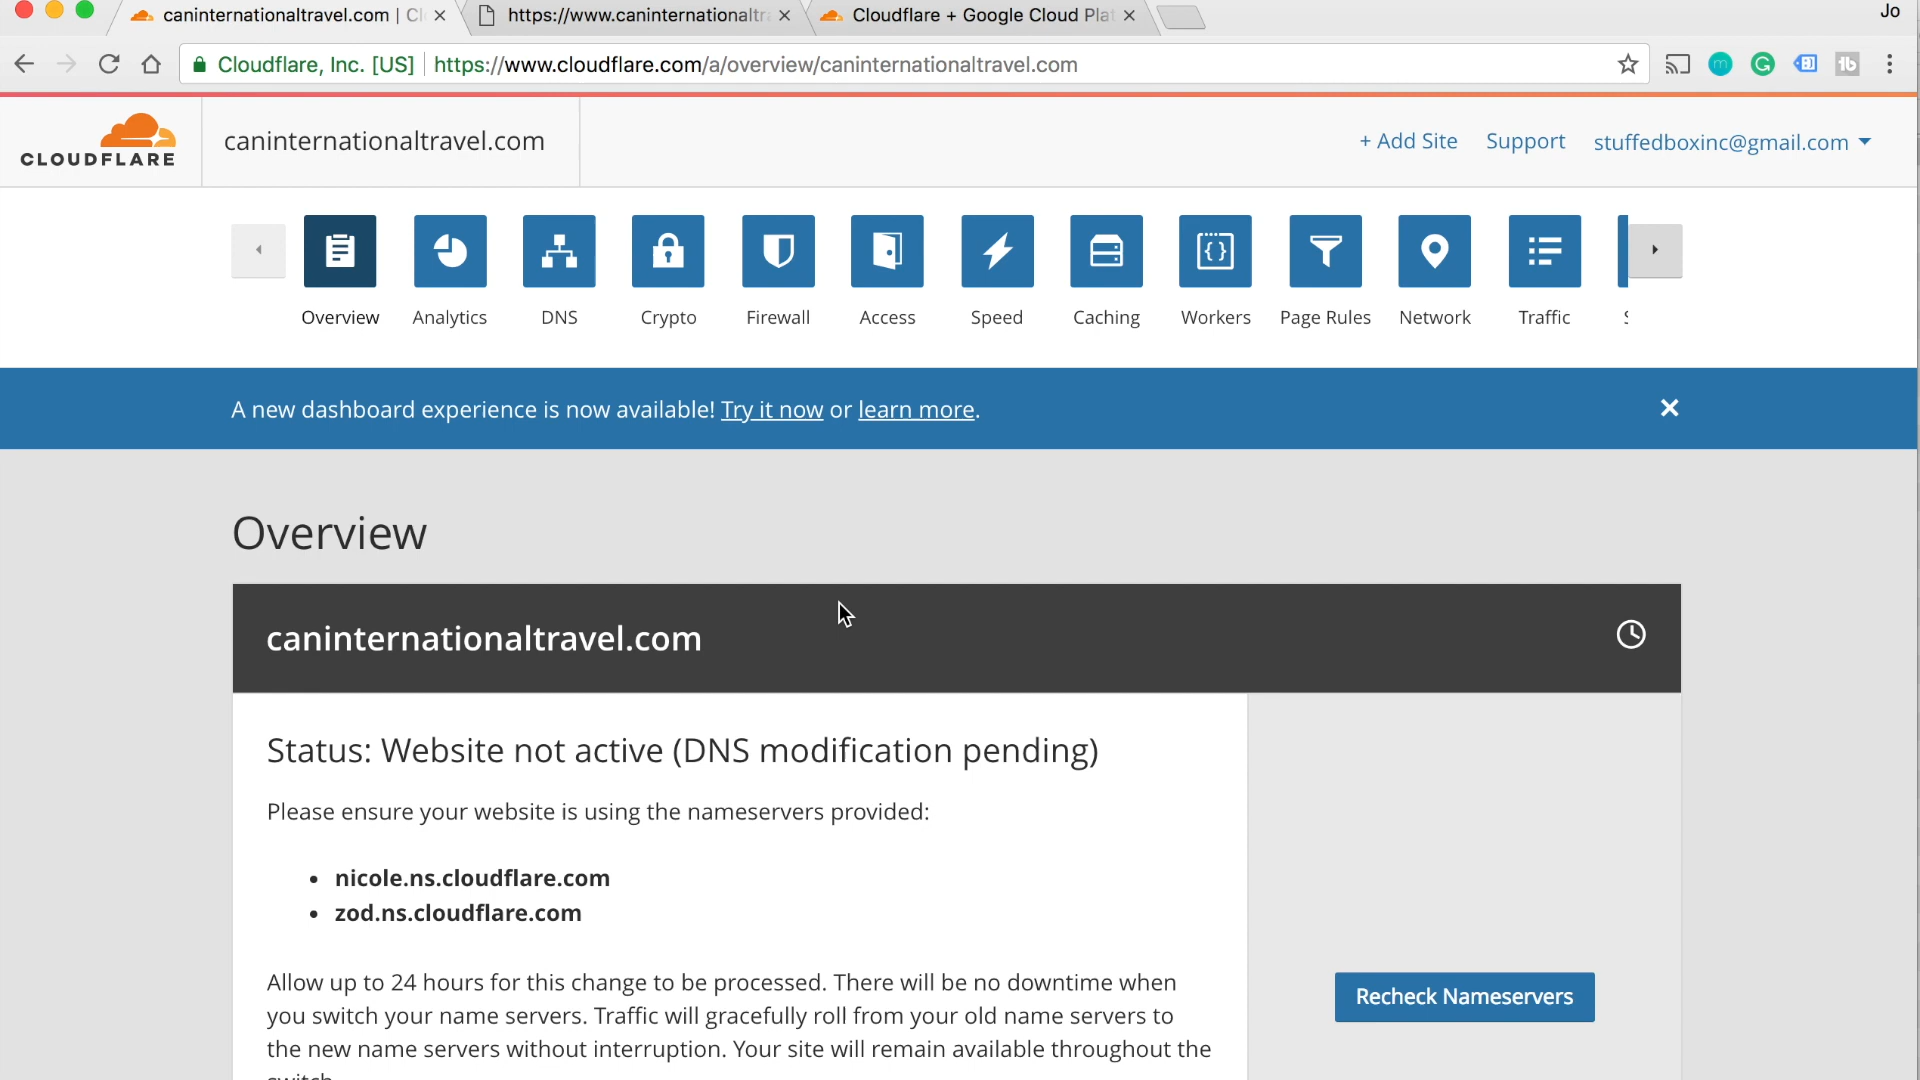 caninternationaltravel.com | Cl
https://www.caninternationaltr
Cloudflare + Google Cloud Plat
Jo
Cloudflare, Inc. [US] https://www.cloudflare.com/a/overview/caninternationaltravel.com
CLOUDFLARE
caninternationaltravel.com
+ Add Site Support stuffedboxinc@gmail.com
Overview Analytics DNS Crypto Firewall Access Speed Caching Workers Page Rules Network Traffic
A new dashboard experience is now available! Try it now or learn more.
Overview
caninternationaltravel.com
Status: Website not active (DNS modification pending)
Please ensure your website is using the nameservers provided:
• nicole.ns.cloudflare.com
• zod.ns.cloudflare.com
Allow up to 24 hours for this change to be processed. There will be no downtime when
you switch your name servers. Traffic will gracefully roll from your old name servers to
the new name servers without interruption. Your site will remain available throughout the
Recheck Nameservers